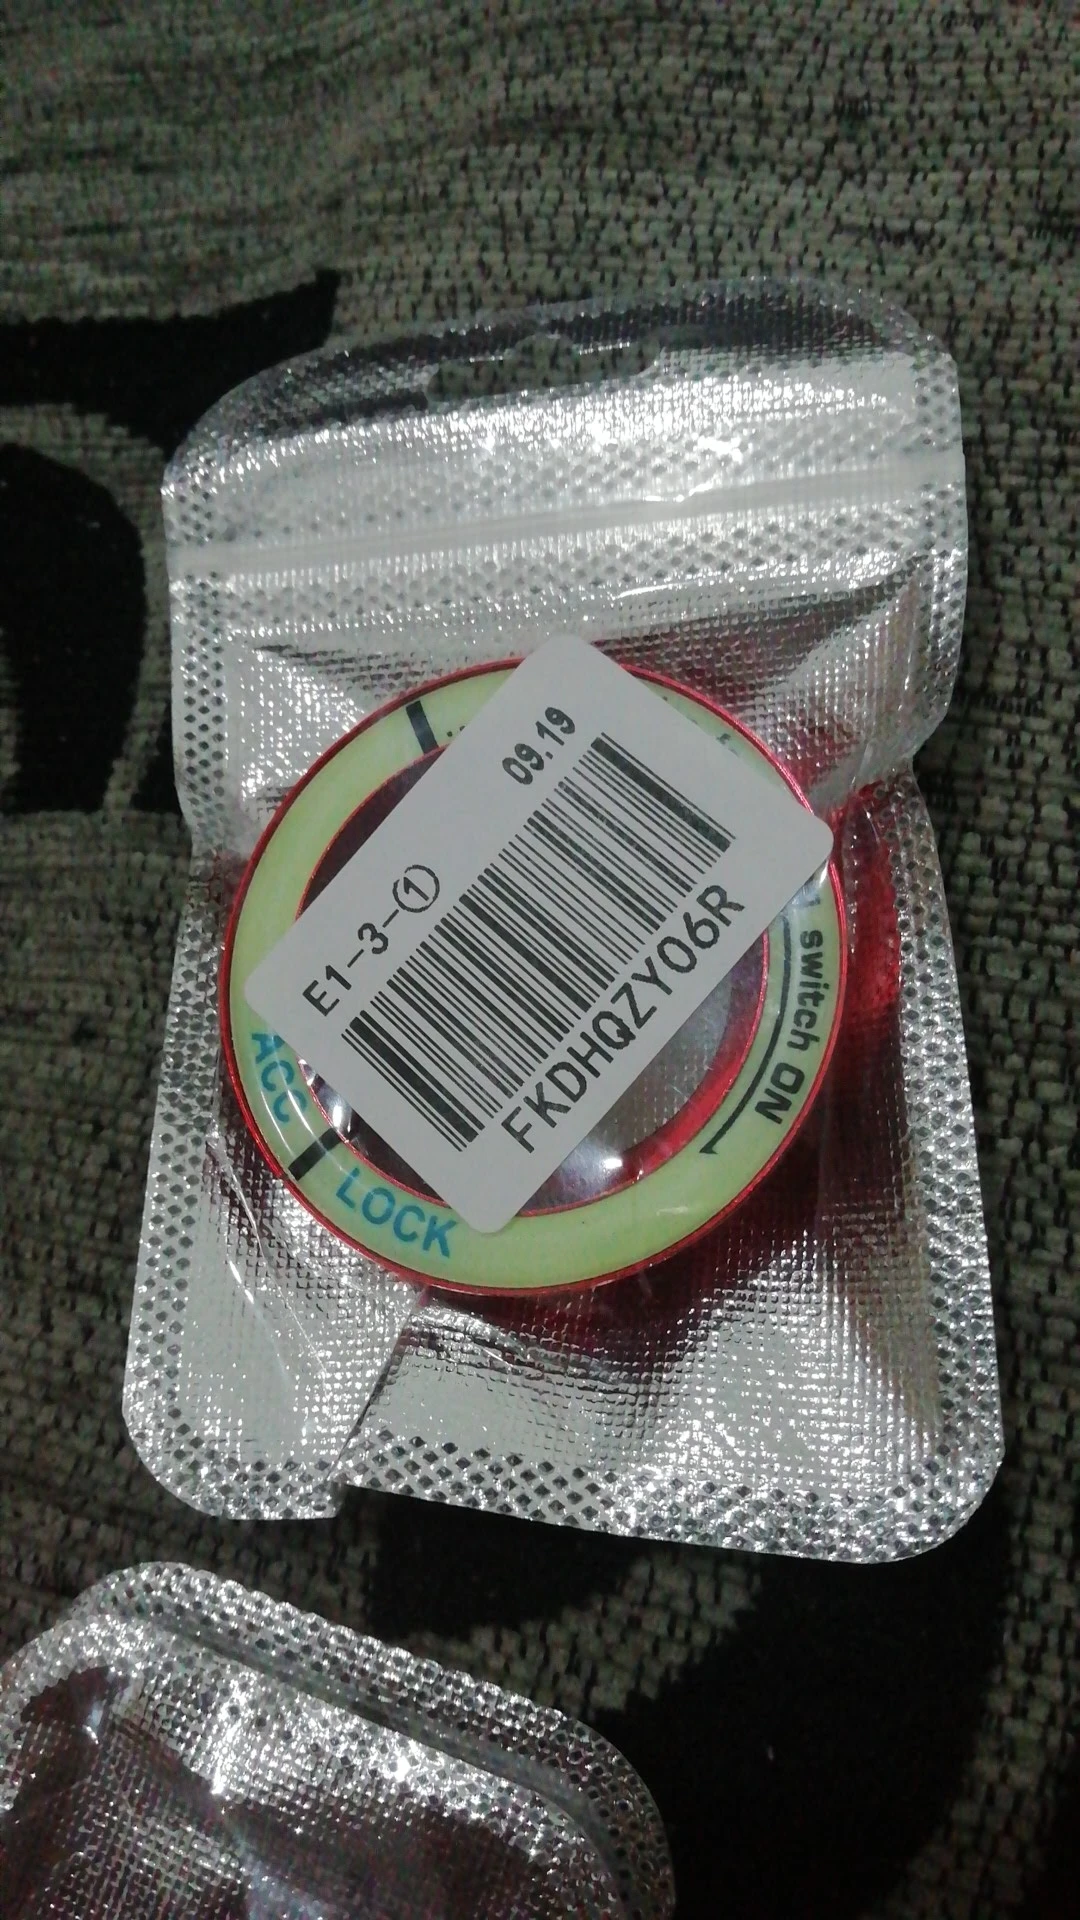 09.19
E1-3-①
FKDHQZY06R
switch ON
ACC
LOCK